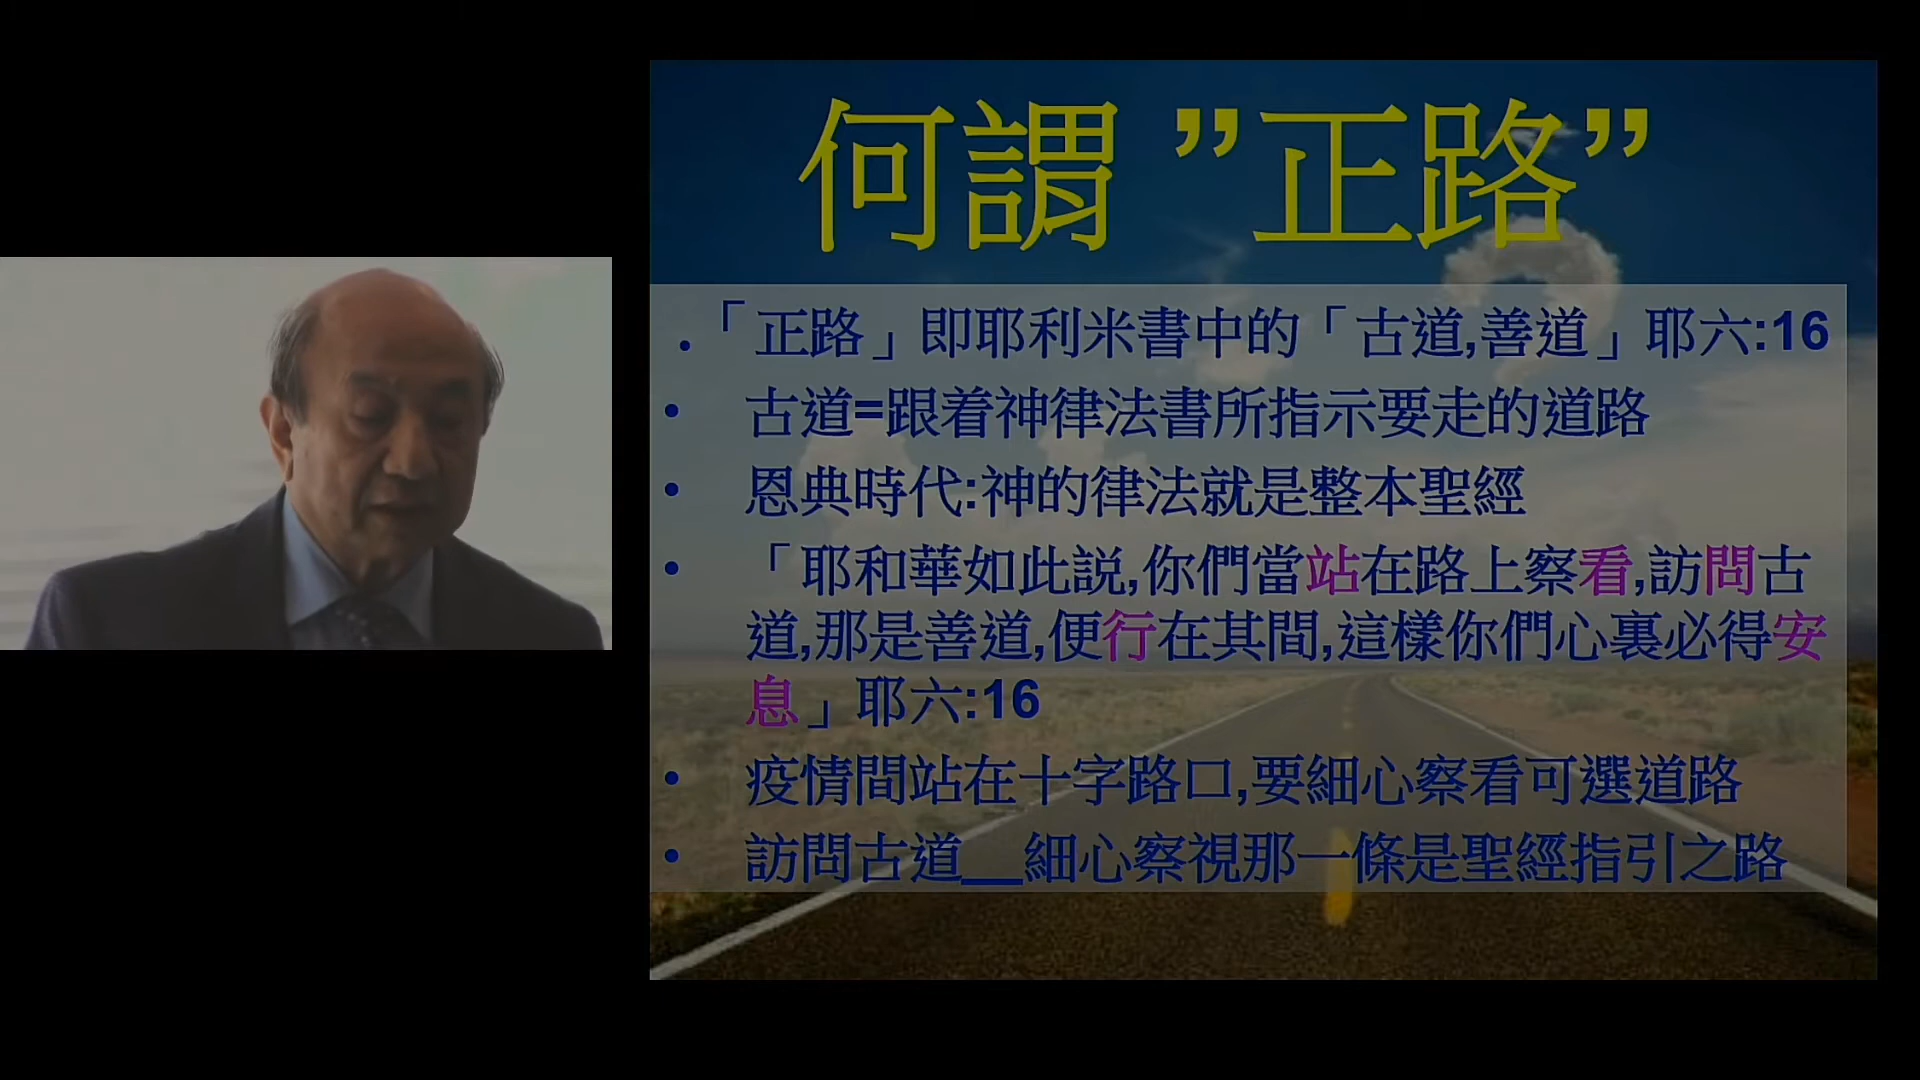 何謂 ”正路”
.「正路」即耶利米書中的「古道,善道」耶六:16
• 古道=跟着神律法書所指示要走的道路
• 恩典時代:神的律法就是整本聖經
• 「耶和華如此説,你們當站在路上察看,訪問古
道,那是善道,便行在其間,這樣你們心裏必得安
息」耶六:16
• 疫情間站在十字路口,要細心察看可選道路
• 訪問古道__細心察視那一條是聖經指引之路